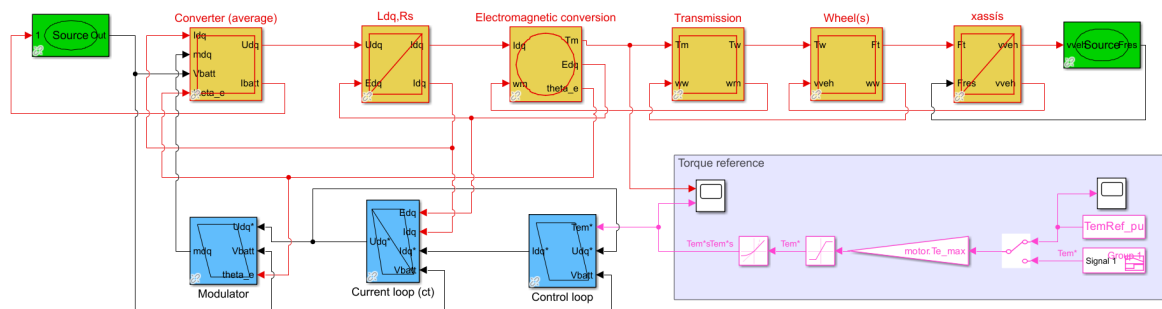 Converter (average)
Ldq,Rs
Electromagnetic conversion
Transmission
Wheel(s)
xassis
1
Source
Out
Idq
mdq
Vbatt
theta_e
Udq
Ibatt
Udq
Edq
Idq
Idq
Idq
wm
Tm
Edq
theta_e
Tm
ww
Tw
wm
Tw
vveh
Ft
ww
Ft
Fres
vveh
vveh
vveh
Source
Fres
Torque reference
Udq*
Vbatt
theta_e
mdq
Modulator
Edq
Idq
Idq*
Vbatt
Udq*
Current loop (ct)
Tem*
Udq*
Vbatt
Idq*
Control loop
Tem*s
Tem*s
Tem*
motor.Te_max
TemRef_pu
Tem*
Group 1
Signal 1